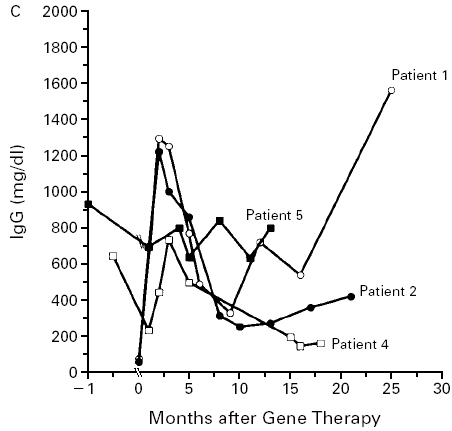 C
2000
1800
1600
1400
1200
1000
800
600
400
200
0
IgG (mg/dl)
Patient 1
Patient 5
Patient 2
Patient 4
−1 0 5 10 15 20 25 30
Months after Gene Therapy